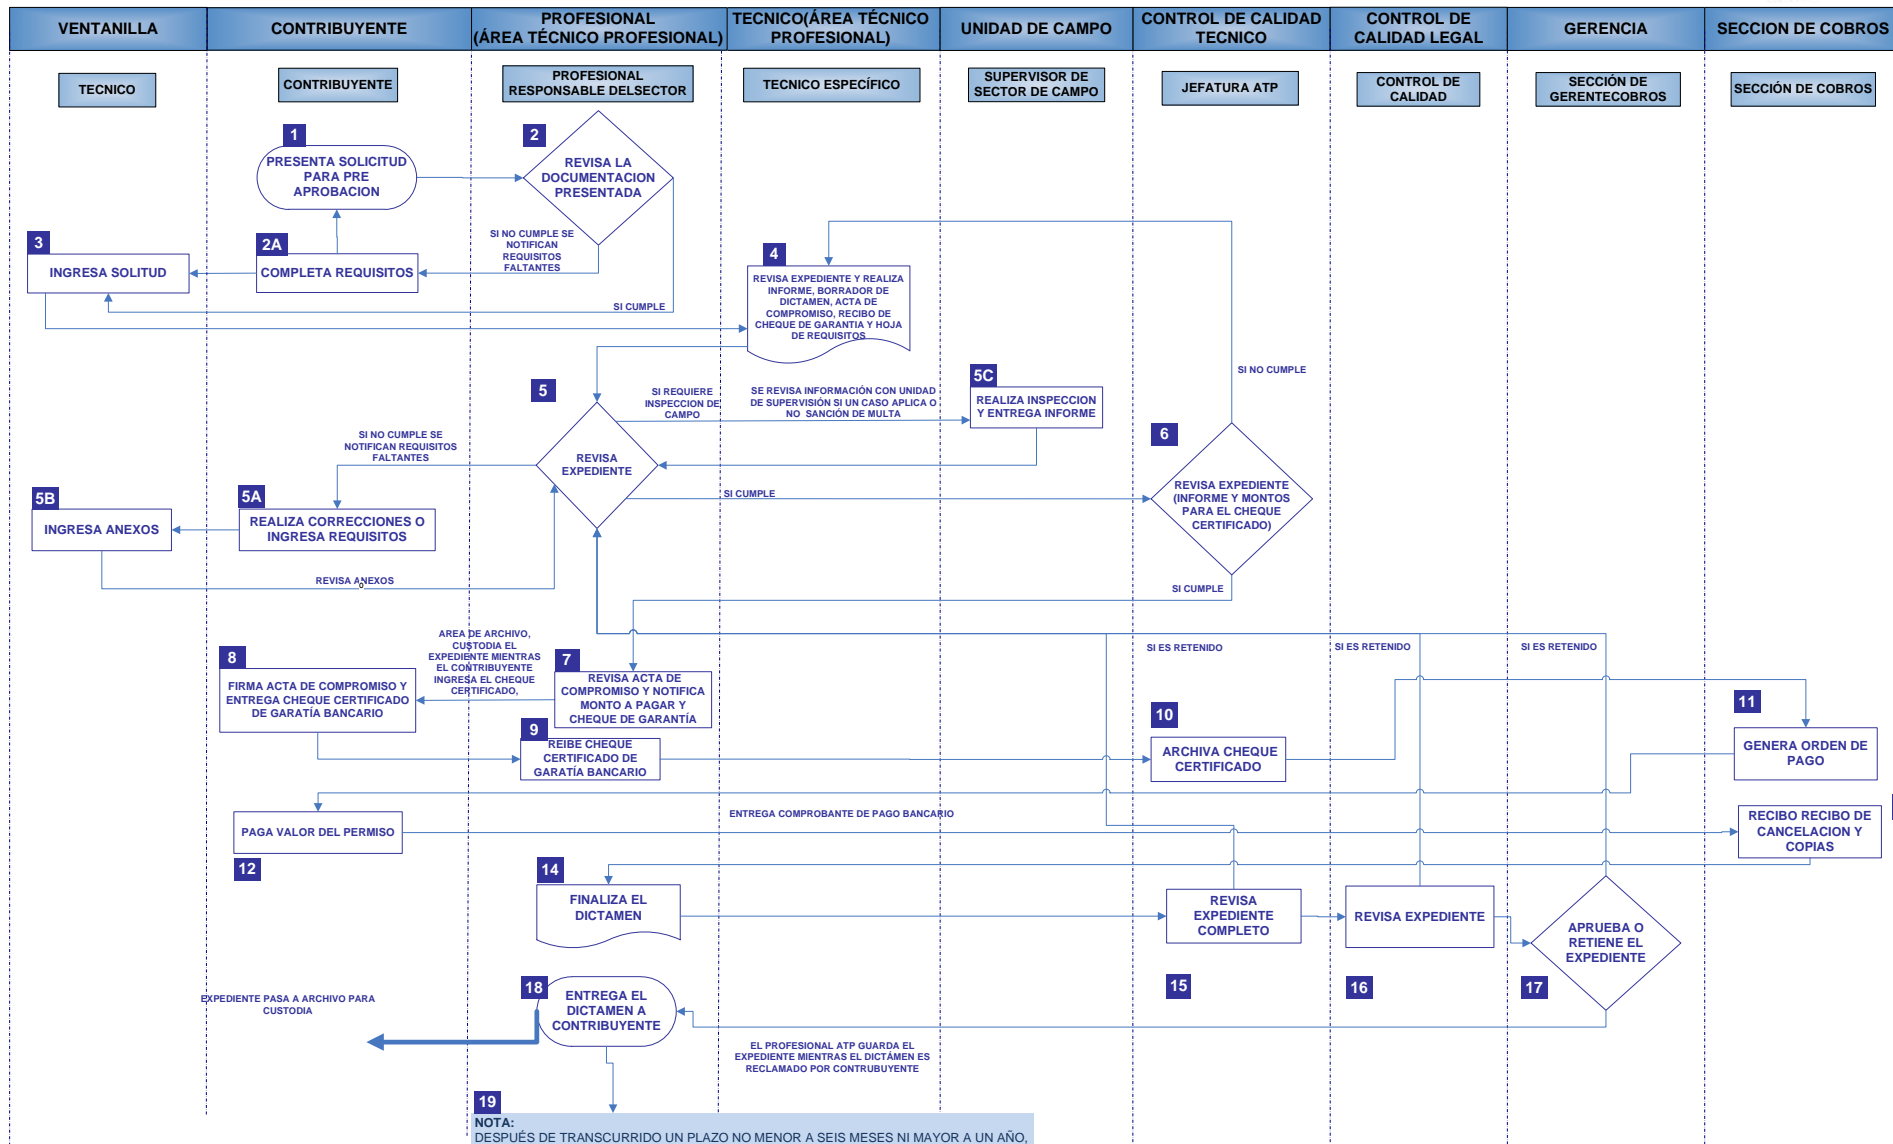 VENTANILLA
CONTRIBUYENTE
PROFESIONAL
(ÁREA TÉCNICO PROFESIONAL)
TECNICO(ÁREA TÉCNICO
PROFESIONAL)
UNIDAD DE CAMPO
CONTROL DE CALIDAD
TECNICO
CONTROL DE
CALIDAD LEGAL
GERENCIA
SECCION DE COBROS
TECNICO
CONTRIBUYENTE
PROFESIONAL
RESPONSABLE DELSECTOR
TECNICO ESPECÍFICO
SUPERVISOR DE
SECTOR DE CAMPO
JEFATURA ATP
CONTROL DE
CALIDAD
SECCIÓN DE
GERENTECOBROS
SECCIÓN DE COBROS
1
PRESENTA SOLICITUD
PARA PRE
APROBACION
2
REVISA LA
DOCUMENTACION
PRESENTADA
SI NO CUMPLE SE
NOTIFICAN
REQUISITOS
FALTANTES
3
INGRESA SOLITUD
2A
COMPLETA REQUISITOS
SI CUMPLE
4
REVISA EXPEDIENTE Y REALIZA
INFORME, BORRADOR DE
DICTAMEN, ACTA DE
COMPROMISO, RECIBO DE
CHEQUE DE GARANTIA Y HOJA
DE REQUISITOS
SI NO CUMPLE
5
REVISA
EXPEDIENTE
SI REQUIERE
INSPECCION DE
CAMPO
SE REVISA INFORMACIÓN CON UNIDAD
DE SUPERVISIÓN SI UN CASO APLICA O
NO  SANCIÓN DE MULTA
5C
REALIZA INSPECCION
Y ENTREGA INFORME
6
REVISA EXPEDIENTE
(INFORME Y MONTOS
PARA EL CHEQUE
CERTIFICADO)
SI NO CUMPLE SE
NOTIFICAN REQUISITOS
FALTANTES
SI CUMPLE
5B
INGRESA ANEXOS
5A
REALIZA CORRECCIONES O
INGRESA REQUISITOS
REVISA ANEXOS
0
SI CUMPLE
AREA DE ARCHIVO,
CUSTODIA EL
EXPEDIENTE MIENTRAS
EL CONTRIBUYENTE
INGRESA EL CHEQUE
CERTIFICADO,
SI ES RETENIDO
SI ES RETENIDO
SI ES RETENIDO
8
FIRMA ACTA DE COMPROMISO Y
ENTREGA CHEQUE CERTIFICADO
DE GARATÍA BANCARIO
7
REVISA ACTA DE
COMPROMISO Y NOTIFICA
MONTO A PAGAR Y
CHEQUE DE GARANTÍA
9
REIBE CHEQUE
CERTIFICADO DE
GARATÍA BANCARIO
10
ARCHIVA CHEQUE
CERTIFICADO
11
GENERA ORDEN DE
PAGO
PAGA VALOR DEL PERMISO
12
ENTREGA COMPROBANTE DE PAGO BANCARIO
RECIBO RECIBO DE
CANCELACION Y
COPIAS
14
FINALIZA EL
DICTAMEN
REVISA
EXPEDIENTE
COMPLETO
15
REVISA EXPEDIENTE
16
APRUEBA O
RETIENE EL
EXPEDIENTE
17
18
ENTREGA EL
DICTAMEN A
CONTRIBUYENTE
EXPEDIENTE PASA A ARCHIVO PARA
CUSTODIA
EL PROFESIONAL ATP GUARDA EL
EXPEDIENTE MIENTRAS EL DICTÁMEN ES
RECLAMADO POR CONTRUBUYENTE
19
NOTA:
DESPUÉS DE TRANSCURRIDO UN PLAZO NO MENOR A SEIS MESES NI MAYOR A UN AÑO,